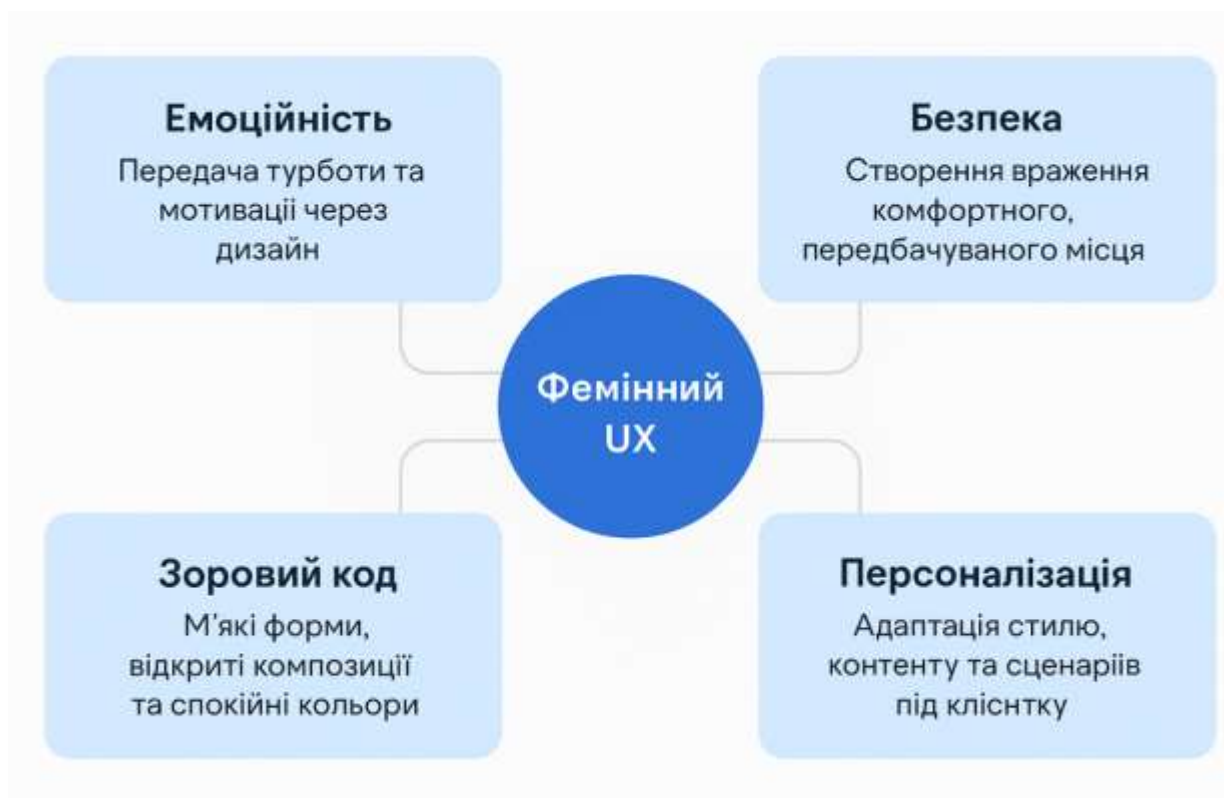 Емоційність
Передача турботи та
мотиваціі через
дизайн
Безпека
Створення враження
комфортного,
передбачуваного місця
Фемінний
UX
Зоровий код
М'які форми,
відкриті композиції
та спокійні кольори
Персоналізація
Адаптація стилю,
контенту та сценаріїв
під клієнтку